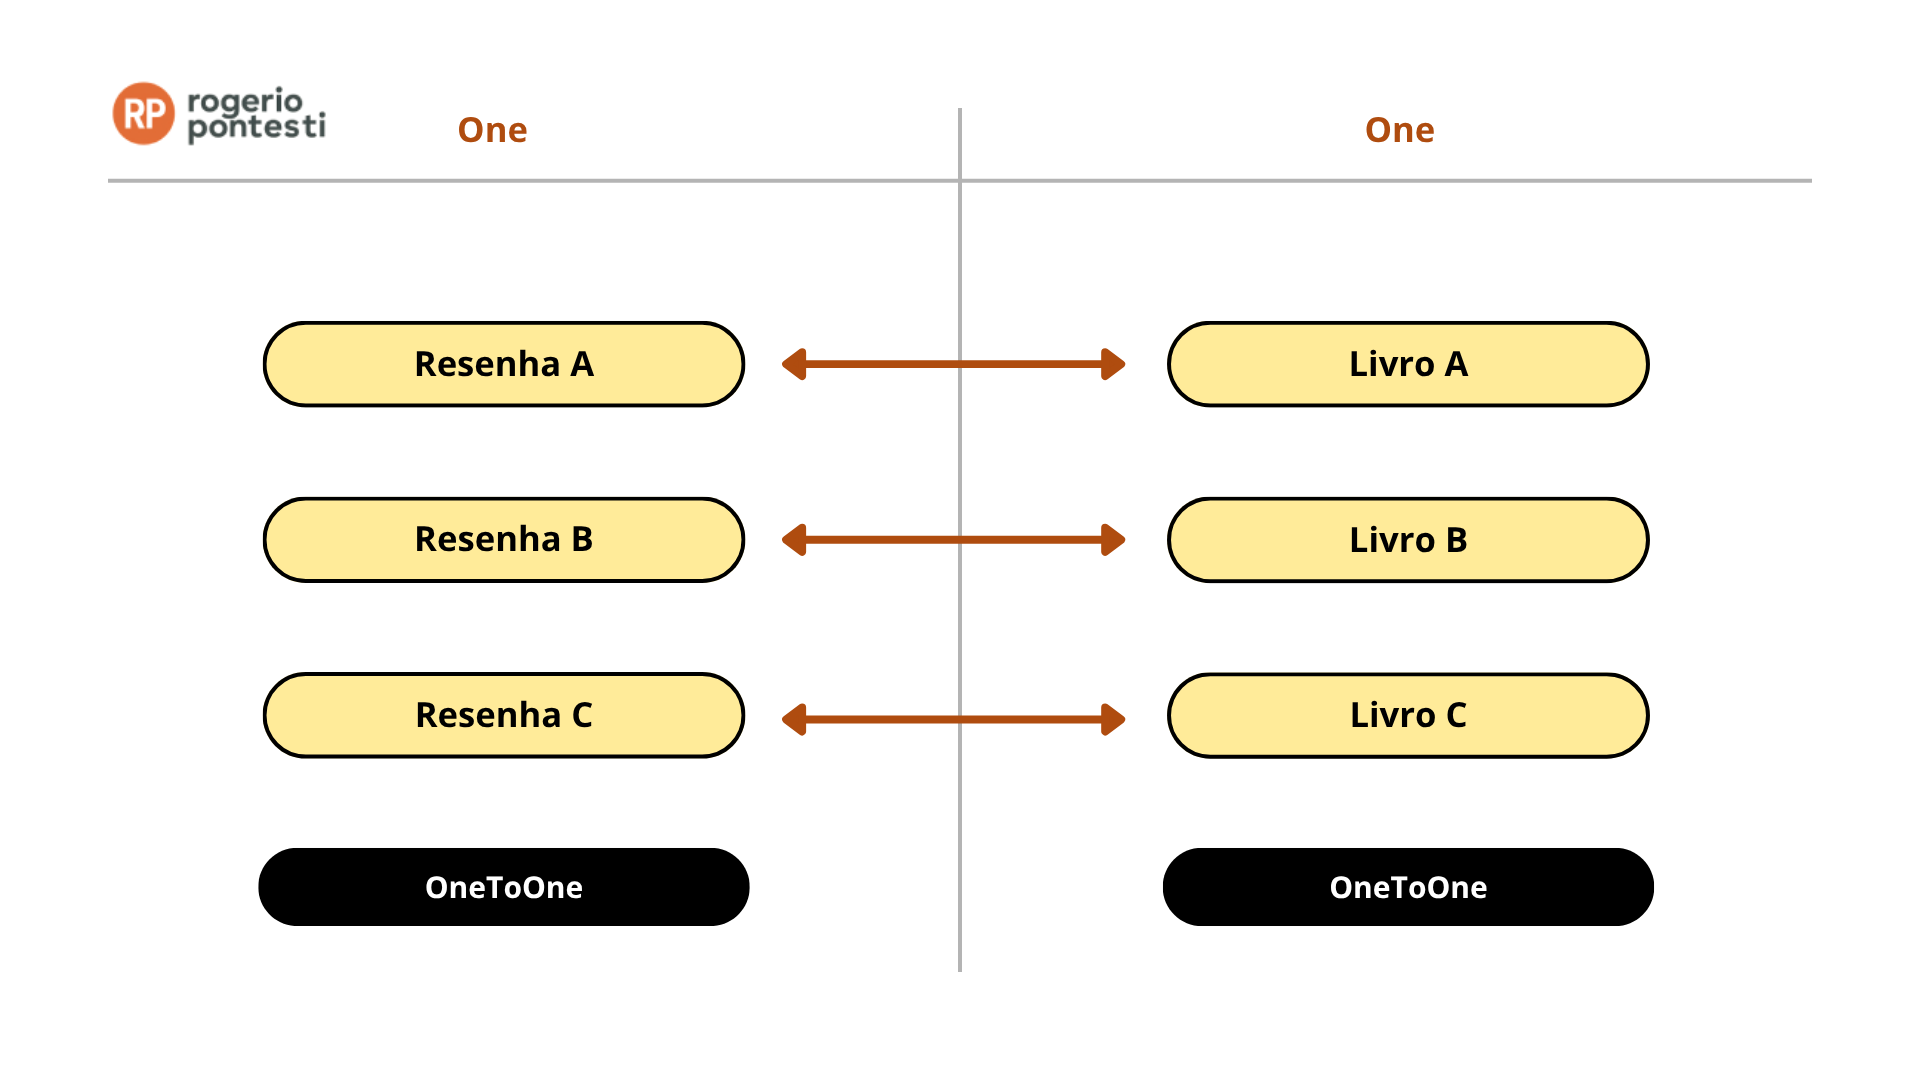 RP rogerio
pontesti
One
One
Resenha A
Livro A
Resenha B
Livro B
Resenha C
Livro C
OneToOne
OneToOne